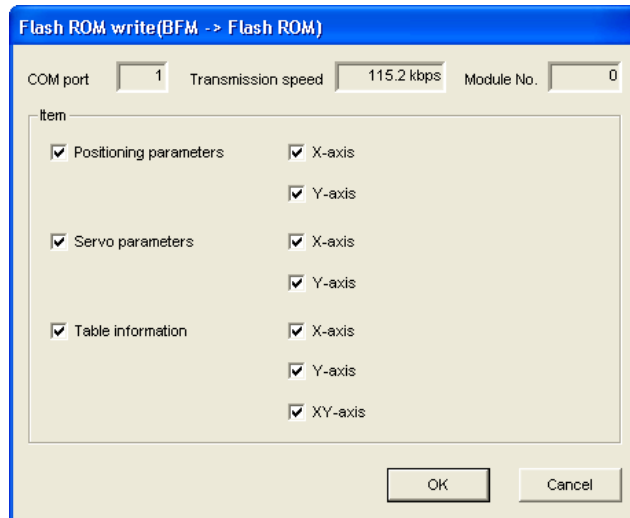 Flash ROM write(BFM -> Flash ROM)
COM port 1 Transmission speed 115.2 kbps Module No. 0
Item
Positioning parameters X-axis
Y-axis
Servo parameters X-axis
Y-axis
Table information X-axis
Y-axis
XY-axis
OK Cancel